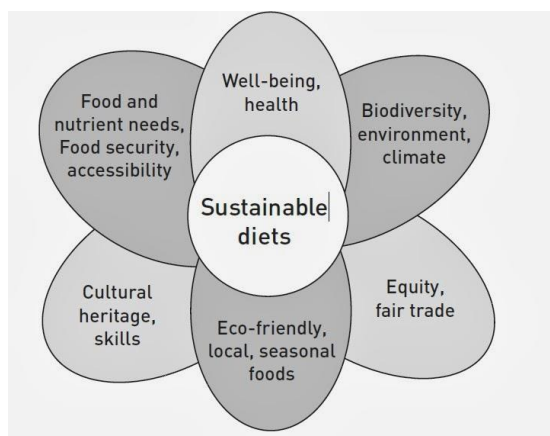 Well-being,
health
Food and
nutrient needs,
Food security,
accessibility
Biodiversity,
environment,
climate
Sustainable
diets
Cultural
heritage,
skills
Equity,
fair trade
Eco-friendly,
local, seasonal
foods